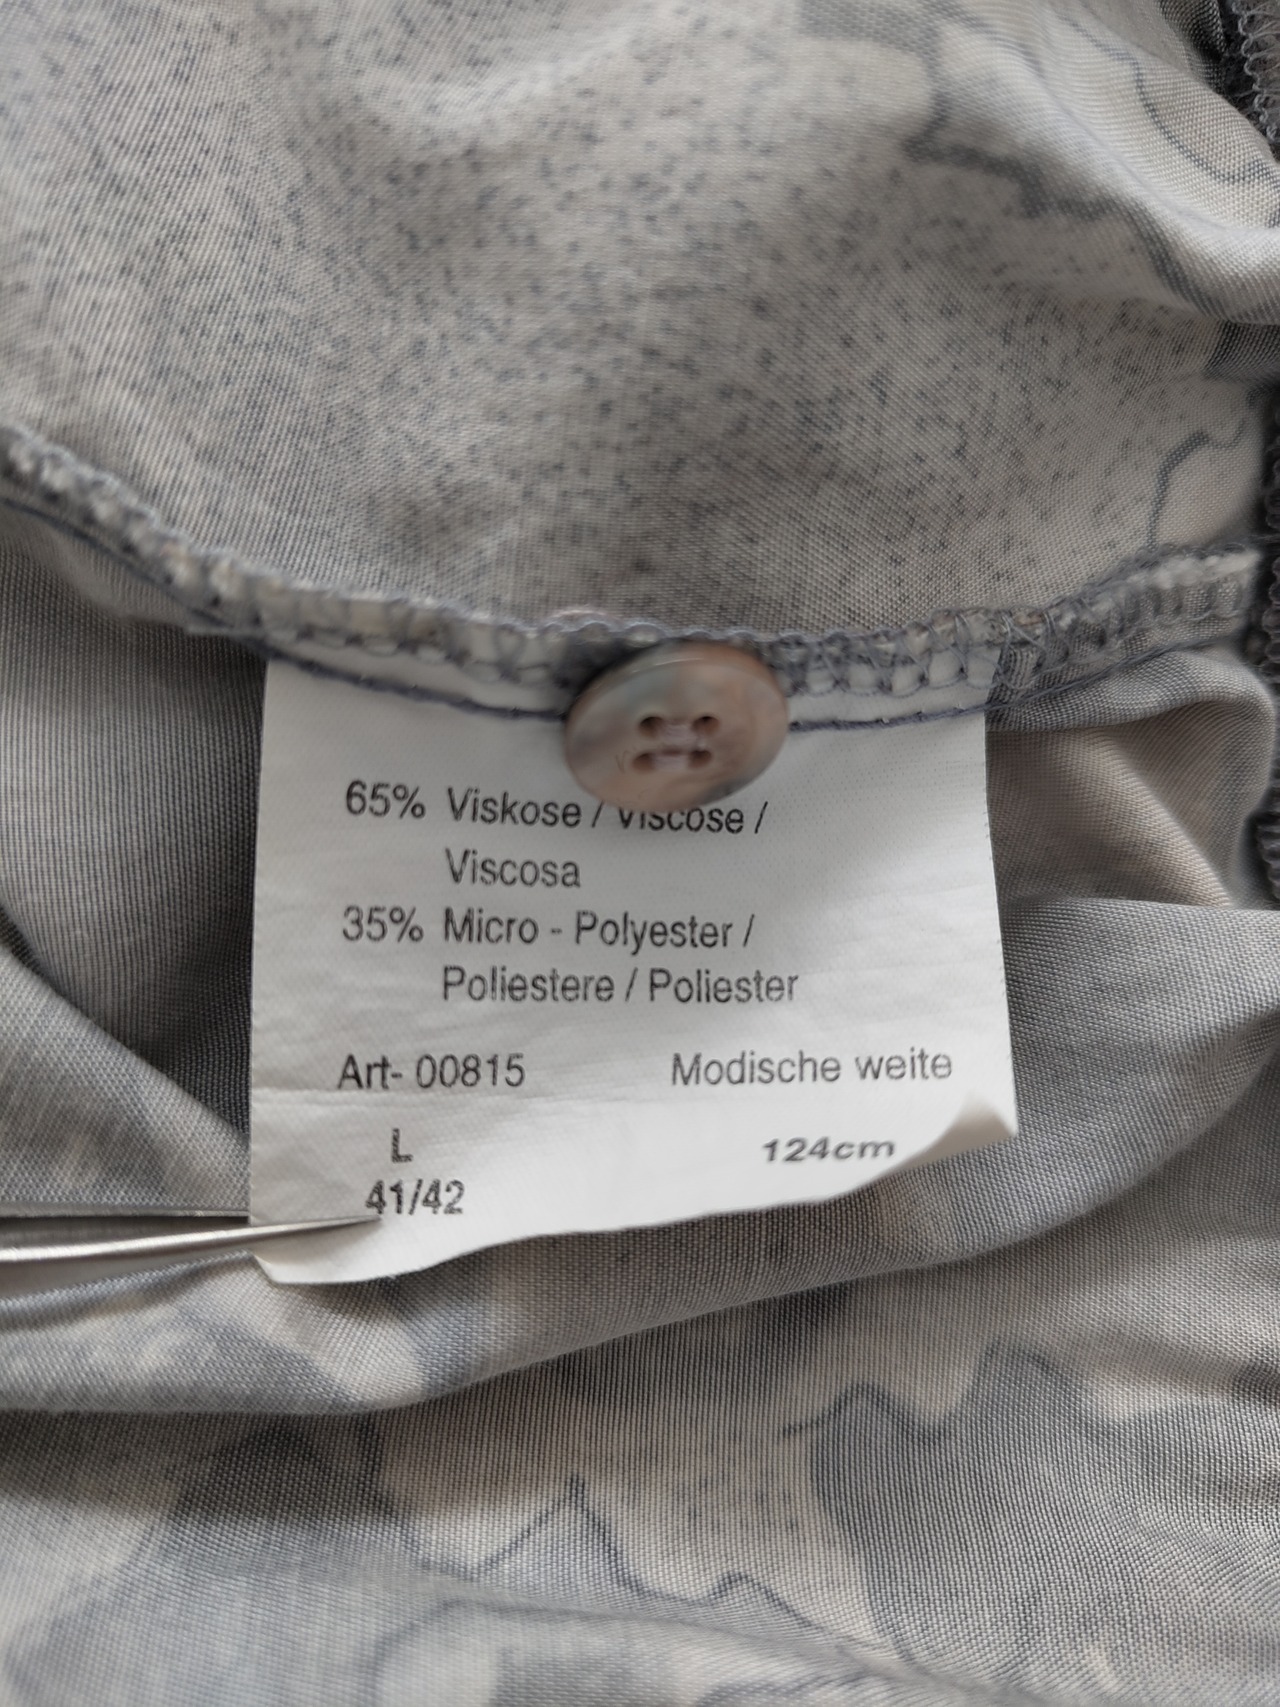 65% Viskose / Viscose /
Viscosa
35% Micro - Polyester /
Poliestere / Poliester
Art- 00815 Modische weite
L 124cm
41/42